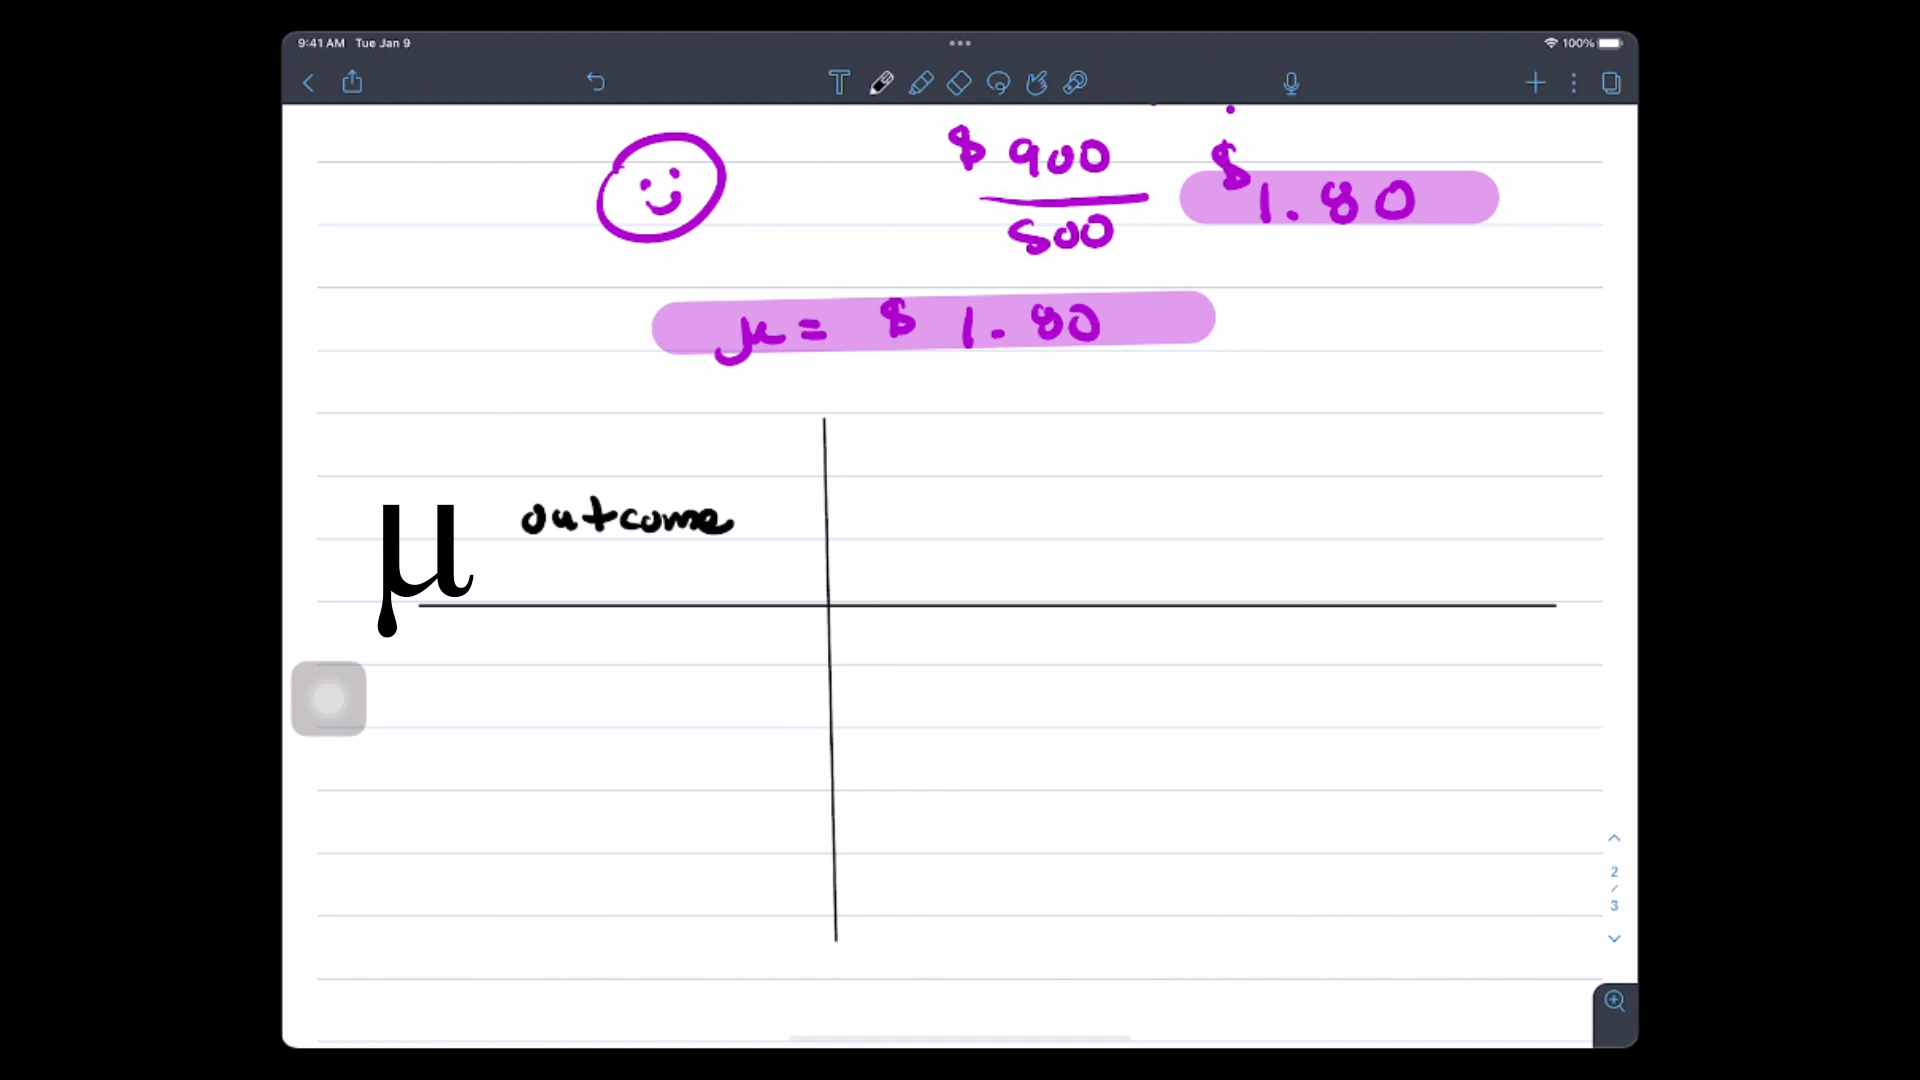 9:41 AM Tue Jan 9
100%
$ 900
500
$ 1.80
μ = $ 1.80
μ outcome
2
/
3